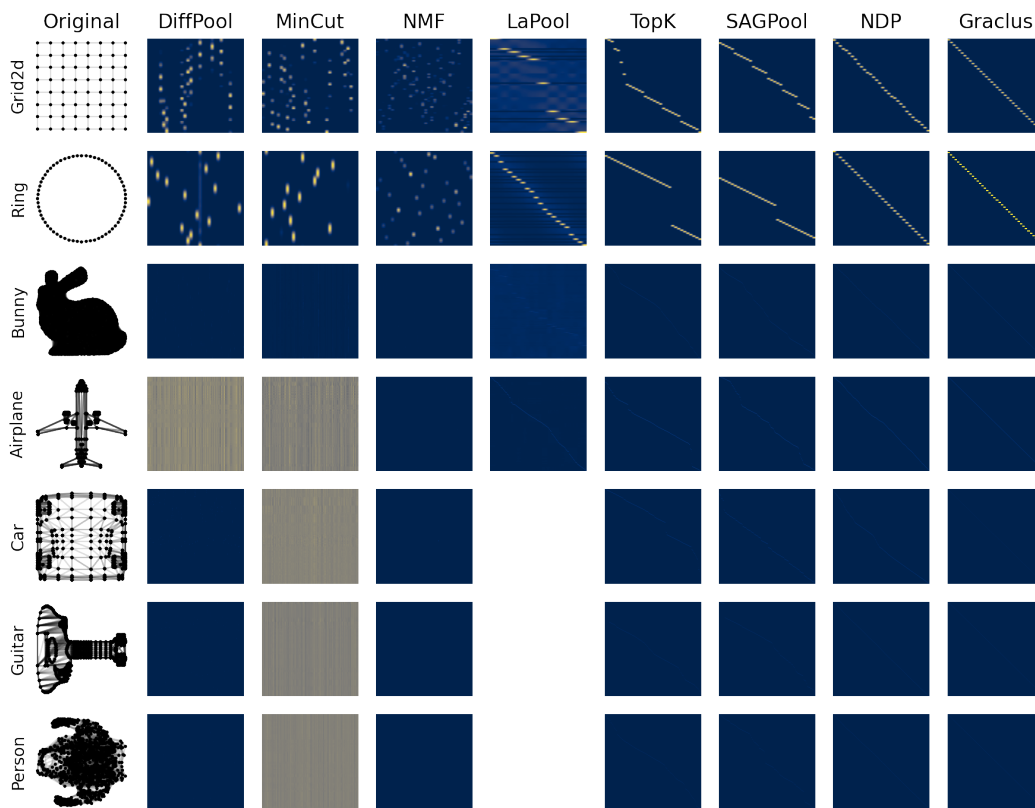 Original DiffPool MinCut NMF LaPool TopK SAGPool NDP Graclus
Grid2d
Ring
Bunny
Airplane
Car
Guitar
Person